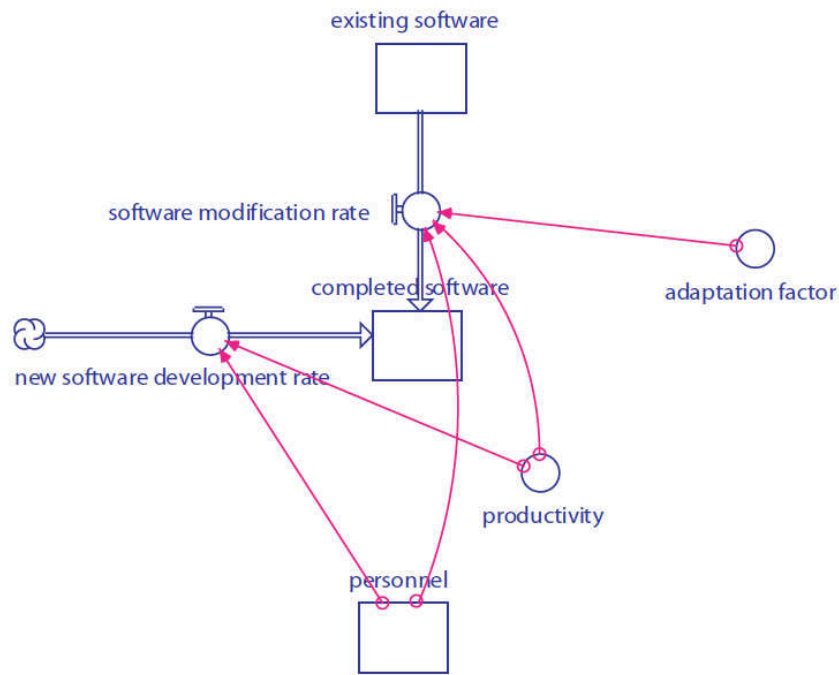 existing software
software modification rate
adaptation factor
completed software
new software development rate
productivity
personnel